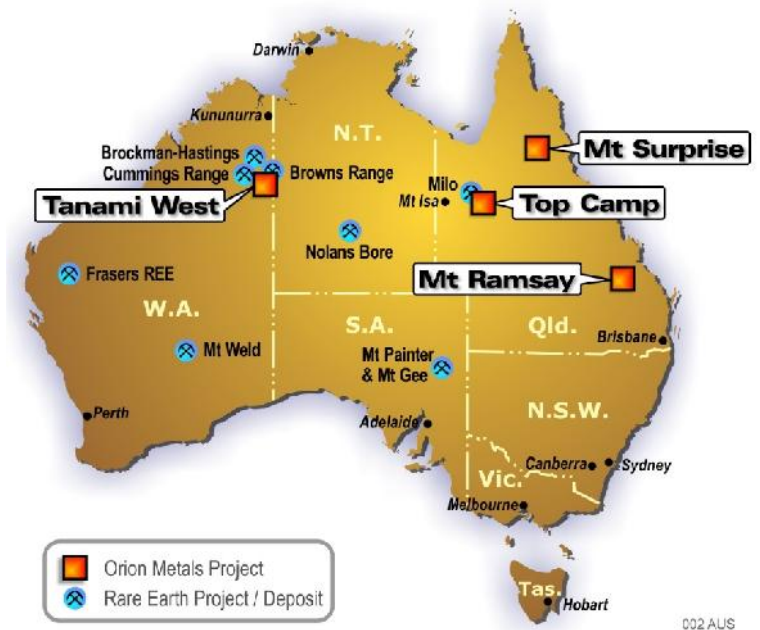 Darwin
Kununurra
N.T.
Brockman-Hastings
Cummings Range
Browns Range
Mt Surprise
Tanami West
Milo
Mt Isa
Top Camp
Nolans Bore
Frasers REE
Mt Ramsay
W.A.
S.A.
Qld.
Brisbane
Mt Weld
Mt Painter
& Mt Gee
N.S.W.
Perth
Adelaide
Canberra
Sydney
Vic.
Melbourne
Orion Metals Project
Rare Earth Project / Deposit
Tas.
Hobart
002 AUS